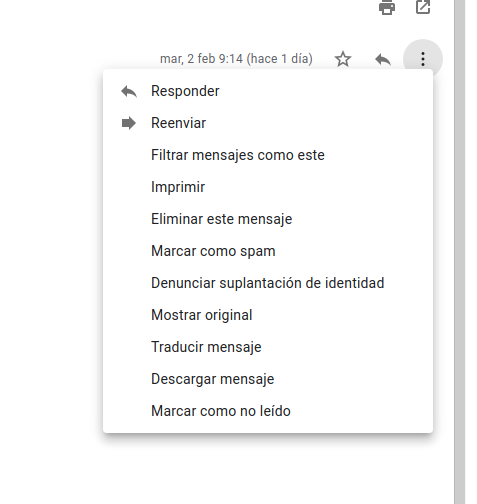 mar, 2 feb 9:14 (hace 1 día)
Responder
Reenviar
Filtrar mensajes como este
Imprimir
Eliminar este mensaje
Marcar como spam
Denunciar suplantación de identidad
Mostrar original
Traducir mensaje
Descargar mensaje
Marcar como no leído